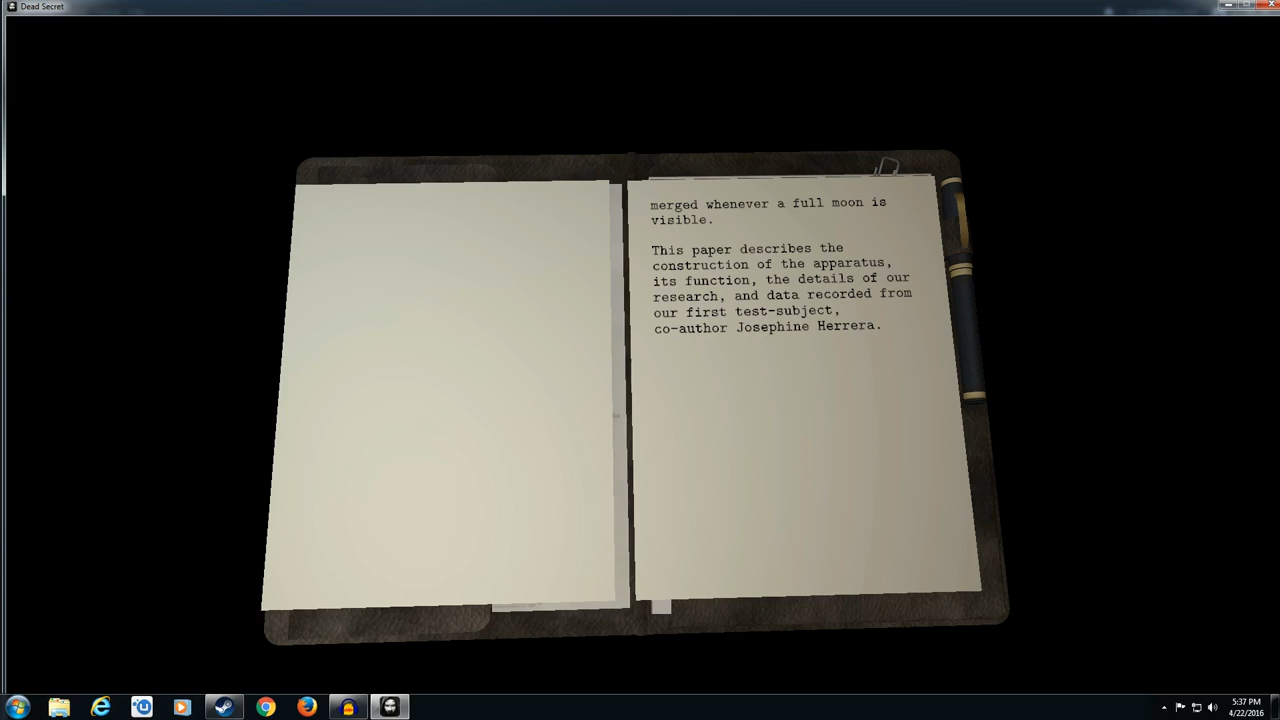 Dead Secret
merged whenever a full moon is
visible.
This paper describes the
construction of the apparatus,
its function, the details of our
research, and data recorded from
our first test-subject,
co-author Josephine Herrera.
5:37 PM
4/22/2016